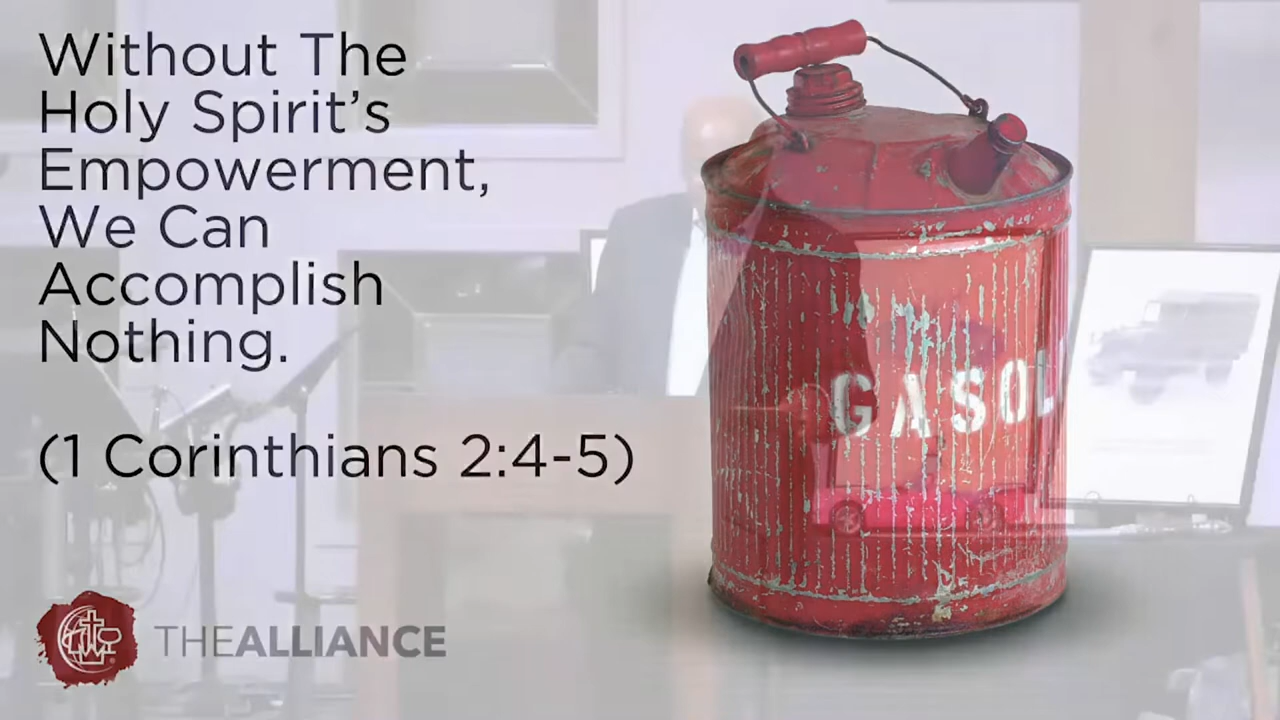 Without The
Holy Spirit's
Empowerment,
We Can
Accomplish
Nothing.
(1 Corinthians 2:4-5)
GASOL
THEALLIANCE